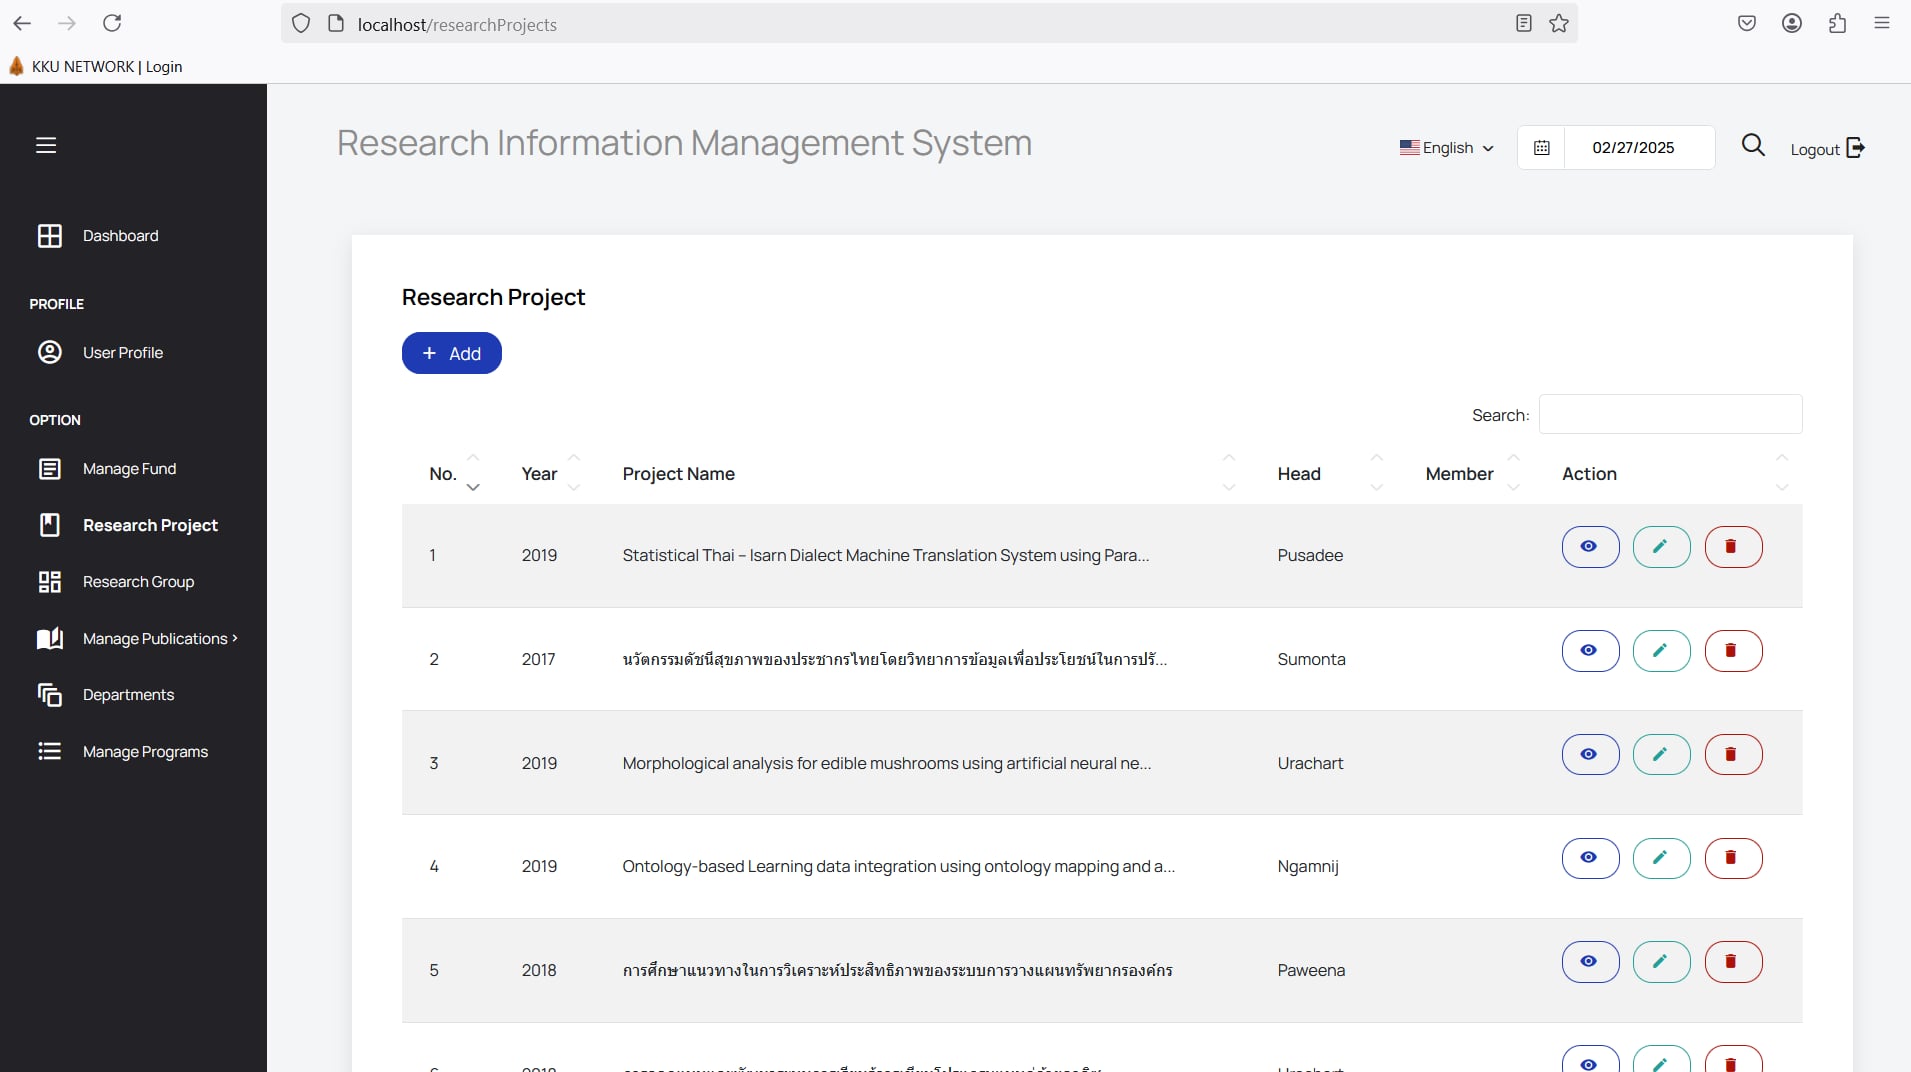 localhost/researchProjects
KKU NETWORK | Login
Research Information Management System
English
02/27/2025
Logout
Dashboard
PROFILE
User Profile
OPTION
Manage Fund
Research Project
Research Group
Manage Publications
Departments
Manage Programs
Research Project
+ Add
Search:
No. Year Project Name Head Member Action
1 2019 Statistical Thai – Isarn Dialect Machine Translation System using Para... Pusadee
2 2017 นวัตกรรมดัชนีสุขภาพของประชากรไทยโดยวิทยาการข้อมูลเพื่อประโยชน์ในการปรั... Sumonta
3 2019 Morphological analysis for edible mushrooms using artificial neural ne... Urachart
4 2019 Ontology-based Learning data integration using ontology mapping and a... Ngamnij
5 2018 การศึกษาแนวทางในการวิเคราะห์ประสิทธิภาพของระบบการวางแผนทรัพยากรองค์กร Paweena
6 2018 Urachart